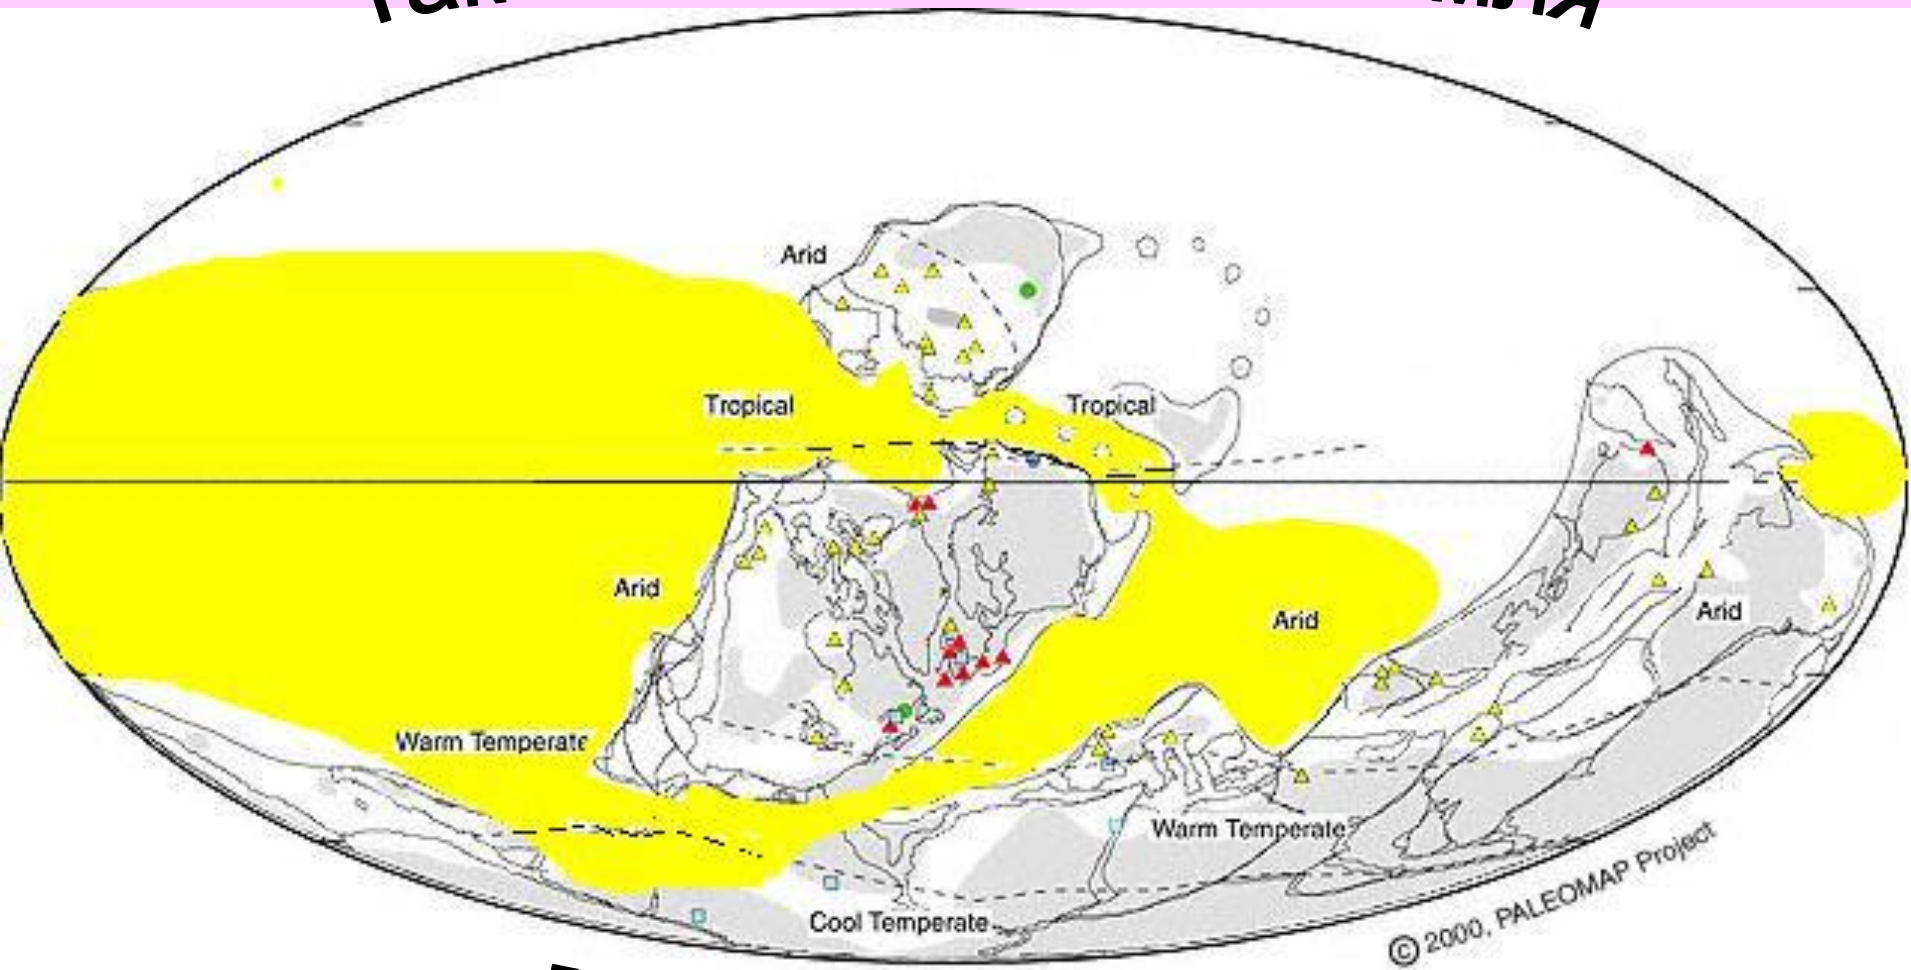 Arid
Tropical
Tropical
Arid
Arid
Arid
Warm Temperate
Warm Temperate
Cool Temperate
© 2000, PALEOMAP Project